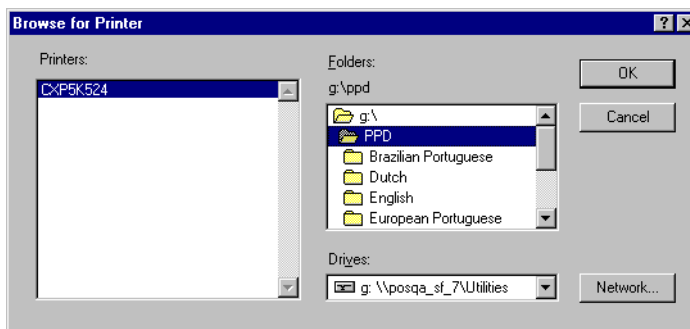 Browse for Printer
Printers:
CXP5K524
Folders:
g:\ppd
g:\
PPD
Brazilian Portuguese
Dutch
English
European Portuguese
Drives:
g: \\posqa_sf_7\Utilities
OK
Cancel
Network...